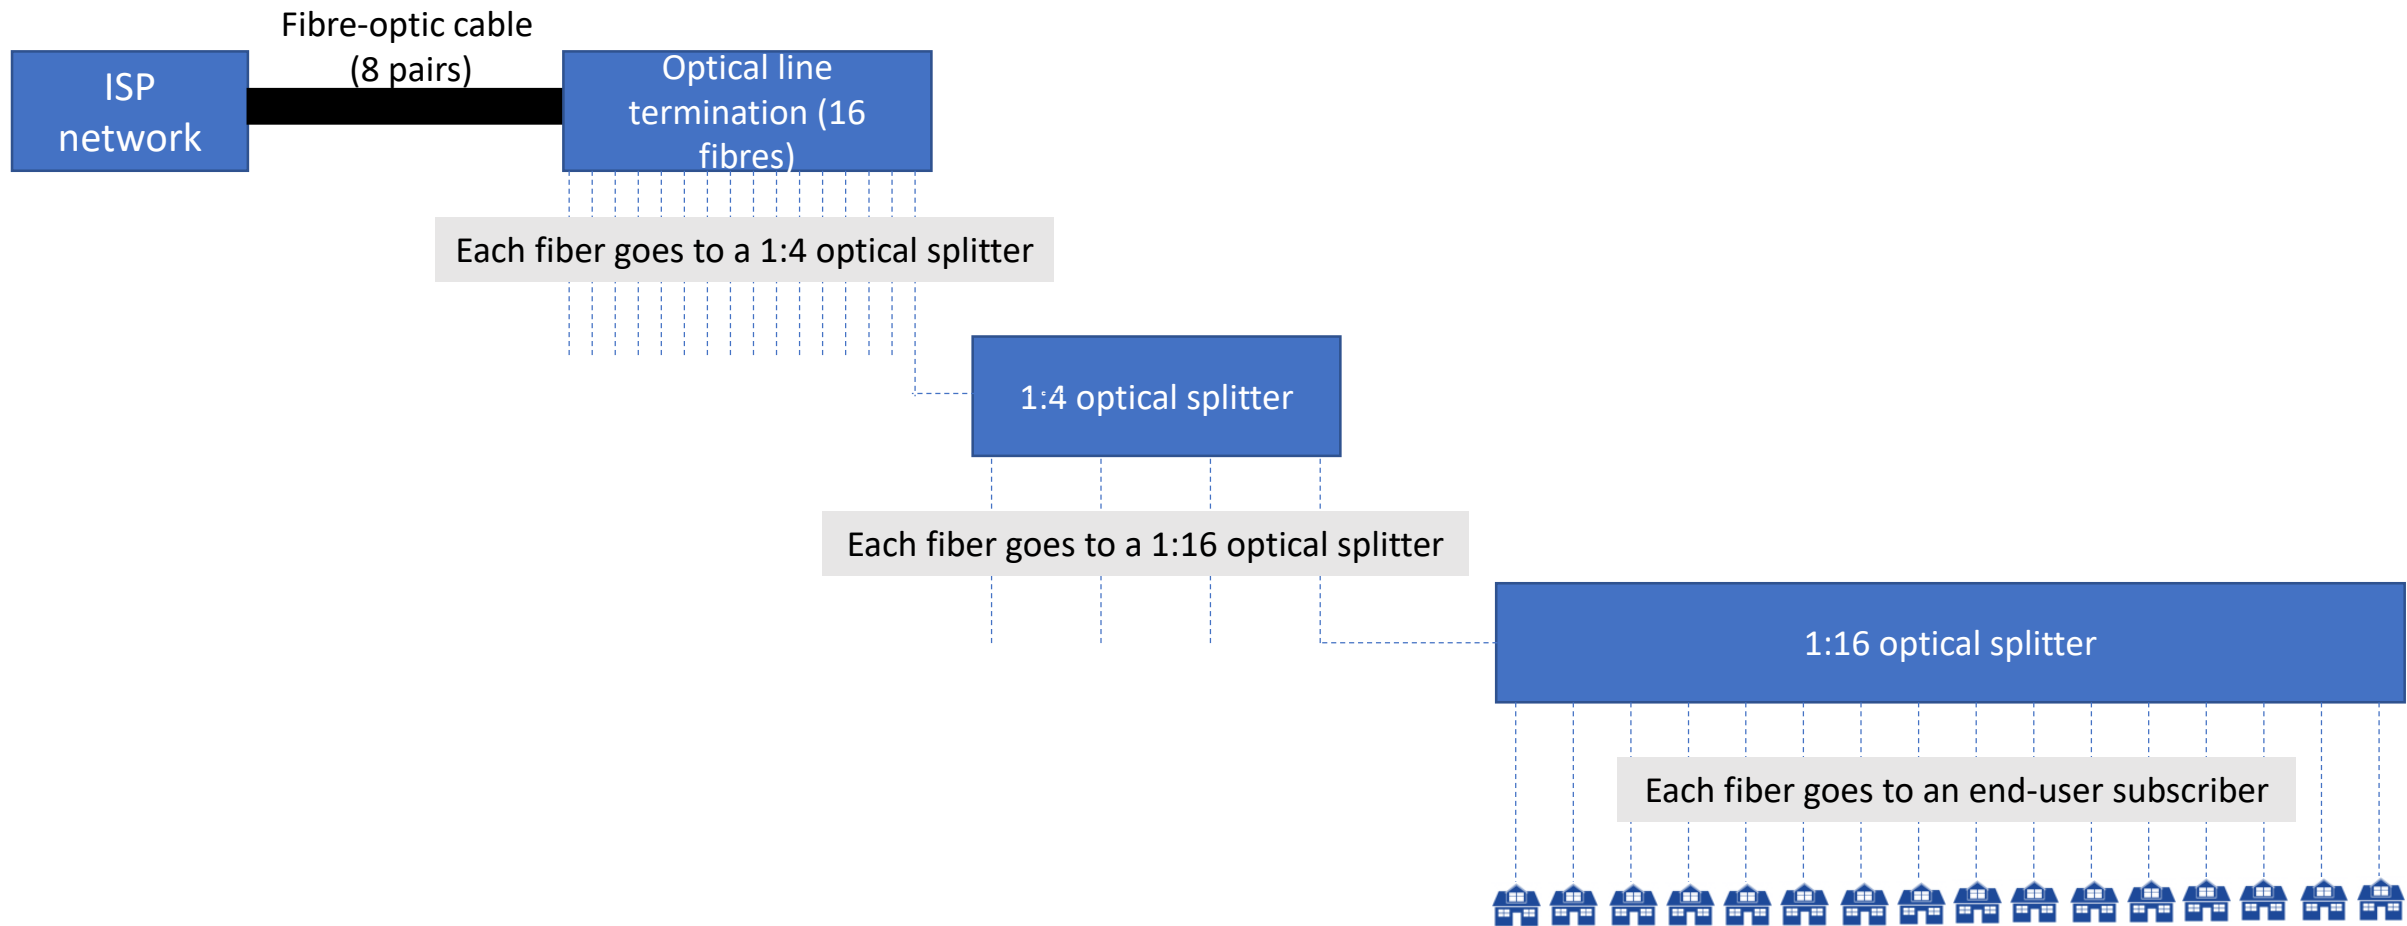 Fibre-optic cable
(8 pairs)
ISP
network
Optical line
termination (16
fibres)
Each fiber goes to a 1:4 optical splitter
1:4 optical splitter
Each fiber goes to a 1:16 optical splitter
1:16 optical splitter
Each fiber goes to an end-user subscriber